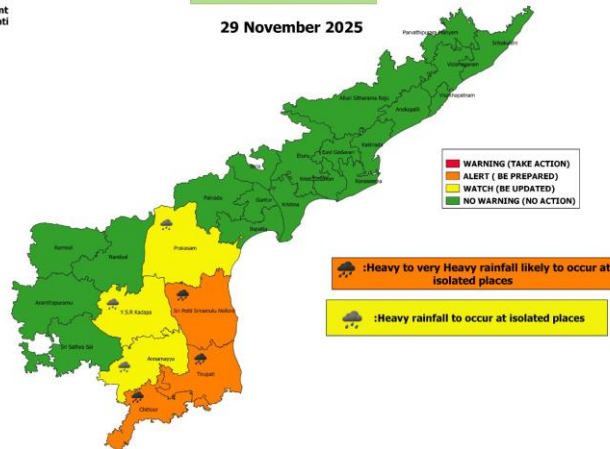 nt
ti
29 November 2025
Parvathipuram Manyam
Srikakulam
Vizianagaram
Visakhapatnam
Alluri Sitharama Raju
Anakapalli
Kakinada
East Godavari
Eluru
Konaseema
Krishna
Guntur
Palnadu
Bapatla
Prakasam
Kurnool
Nandyal
Ananthapuramu
Sri Sathya Sai
Y.S.R Kadapa
Sri Potti Sriramulu Nellore
Annamayya
Tirupati
Chittoor
WARNING (TAKE ACTION)
ALERT ( BE PREPARED)
WATCH (BE UPDATED)
NO WARNING (NO ACTION)
:Heavy to very Heavy rainfall likely to occur at
isolated places
:Heavy rainfall to occur at isolated places